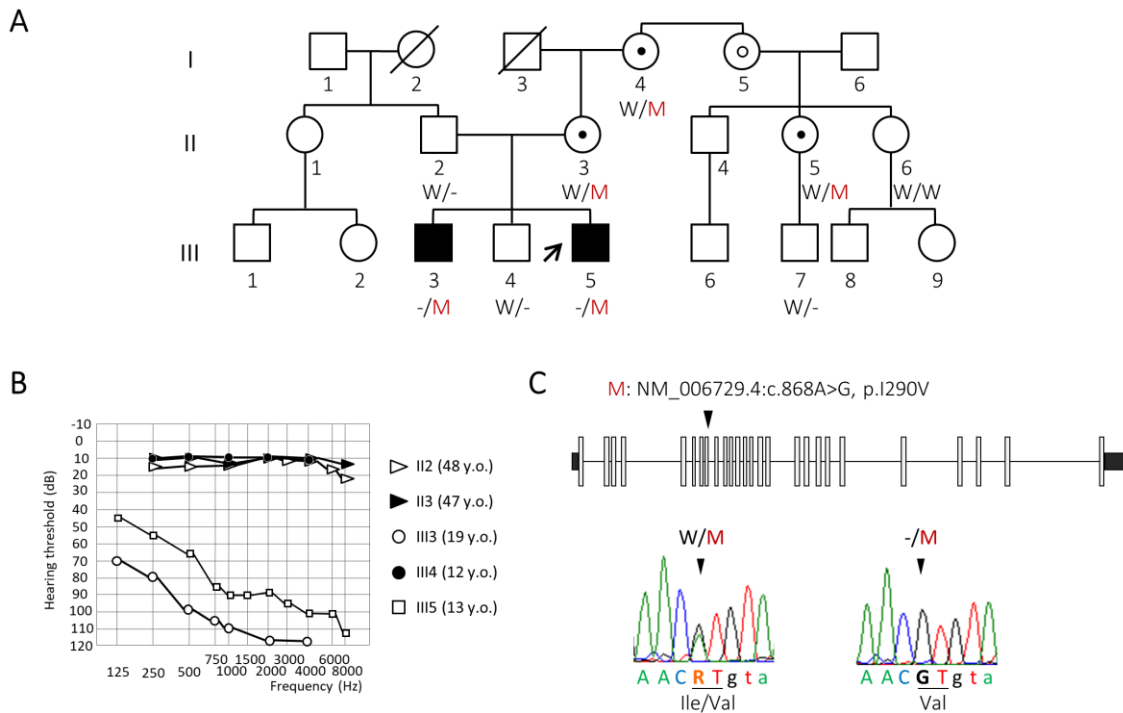 A
I
1 2 3 4 5 6
W/M
II
1 2 3 4 5 6
W/- W/M W/M W/W
III
1 2 3 4 5 6 7 8 9
-/M W/- -/M W/-
B
Hearing threshold (dB)
-10
0
10
20
30
40
50
60
70
80
90
100
110
120
125 250 500 750 1000 1500 2000 3000 4000 6000 8000
Frequency (Hz)
II2 (48 y.o.)
II3 (47 y.o.)
III3 (19 y.o.)
III4 (12 y.o.)
III5 (13 y.o.)
C
M: NM_006729.4:c.868A>G, p.I290V
W/M -/M
A A C R T g t a
Ile/Val
A A C G T g t a
Val